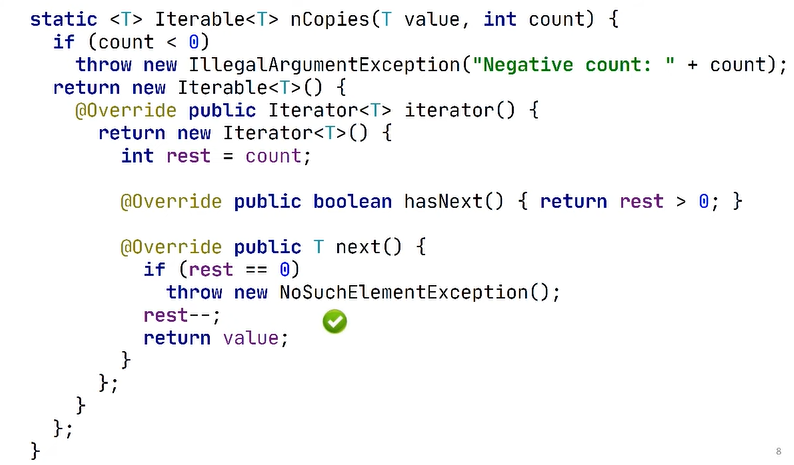 static <T> Iterable<T> nCopies(T value, int count) {
  if (count < 0)
    throw new IllegalArgumentException("Negative count: " + count);
  return new Iterable<T>() {
    @Override public Iterator<T> iterator() {
      return new Iterator<T>() {
        int rest = count;
        @Override public boolean hasNext() { return rest > 0; }
        @Override public T next() {
          if (rest == 0)
            throw new NoSuchElementException();
          rest--;
          return value;
        }
      };
    }
  };
}
8